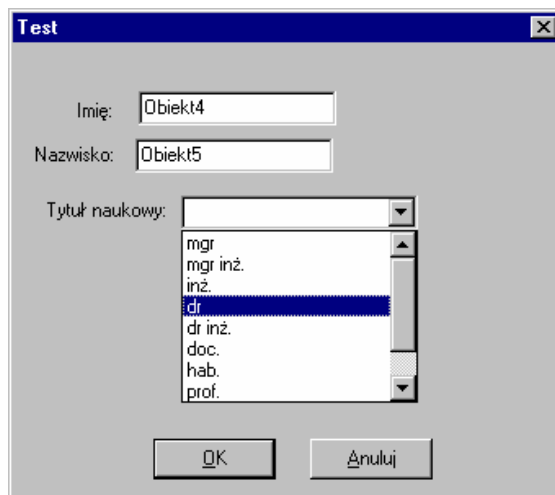 Test
Imię: Obiekt4
Nazwisko: Obiekt5
Tytuł naukowy:
mgr
mgr inż.
inż.
dr
dr inż.
doc.
hab.
prof.
OK Anuluj